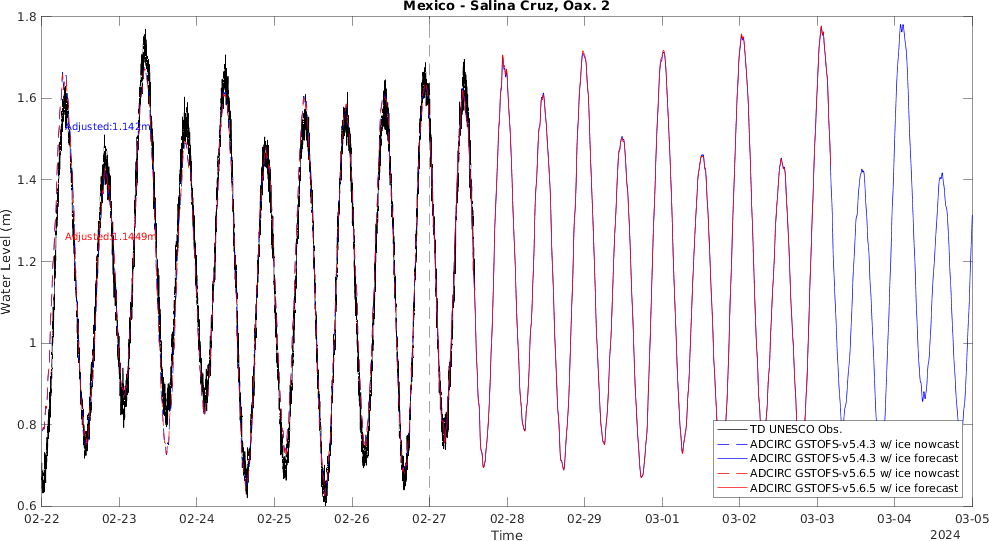 Mexico - Salina Cruz, Oax. 2
1.8
1.6
1.4
1.2
1
0.8
0.6
Water Level (m)
Adjusted:1.142m
Adjusted:1.1449m
TD UNESCO Obs.
ADCIRC GSTOFS-v5.4.3 w/ ice nowcast
ADCIRC GSTOFS-v5.4.3 w/ ice forecast
ADCIRC GSTOFS-v5.6.5 w/ ice nowcast
ADCIRC GSTOFS-v5.6.5 w/ ice forecast
02-22 02-23 02-24 02-25 02-26 02-27 02-28 02-29 03-01 03-02 03-03 03-04 03-05
Time
2024